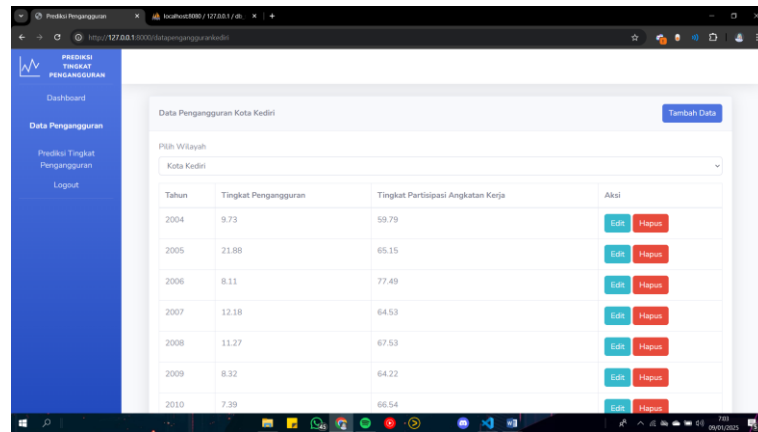 Prediksi Pengangguran
localhost:8080 / 127.0.0.1 / db_
http://127.0.0.1:8000/datapenganggurankediri
PREDIKSI
TINGKAT
PENGANGGURAN
Dashboard
Data Pengangguran
Prediksi Tingkat
Pengangguran
Logout
Data Pengangguran Kota Kediri
Tambah Data
Pilih Wilayah
Kota Kediri
Tahun Tingkat Pengangguran Tingkat Partisipasi Angkatan Kerja Aksi
2004 9.73 59.79 Edit Hapus
2005 21.88 65.15 Edit Hapus
2006 8.11 77.49 Edit Hapus
2007 12.18 64.53 Edit Hapus
2008 11.27 67.53 Edit Hapus
2009 8.32 64.22 Edit Hapus
2010 7.39 66.54 Edit Hapus
7:03
09/01/2025